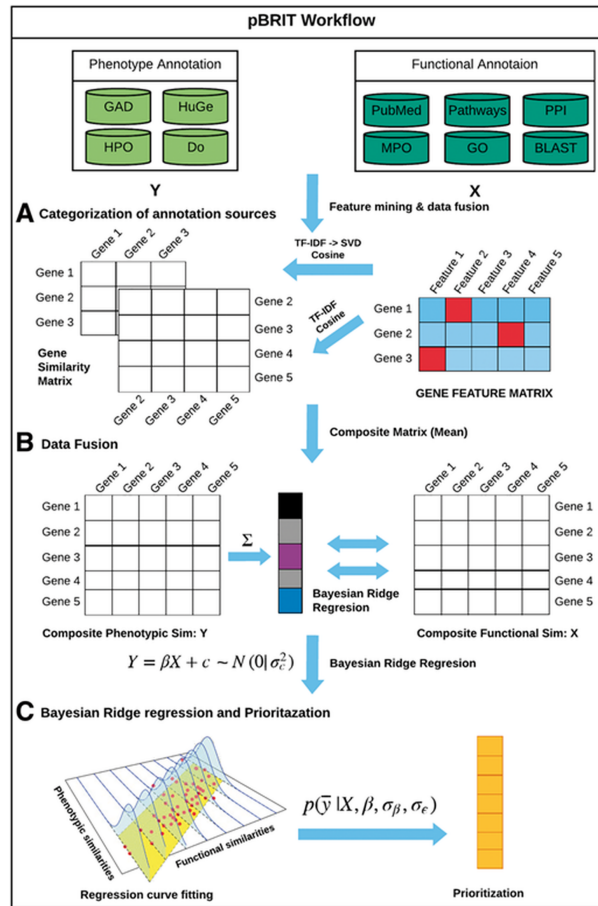 pBRIT Workflow
Phenotype Annotation
GAD
HuGe
HPO
Do
Y
Functional Annotaion
PubMed
Pathways
PPI
MPO
GO
BLAST
X
Feature mining & data fusion
A Categorization of annotation sources
Gene 1
Gene 2
Gene 3
Gene 1
Gene 2
Gene 3
Gene 2
Gene 3
Gene 4
Gene 5
Gene 2
Gene 3
Gene 4
Gene 5
Gene
Similarity
Matrix
TF-IDF -> SVD
Cosine
TF-IDF
Cosine
Feature 1
Feature 2
Feature 3
Feature 4
Feature 5
Gene 1
Gene 2
Gene 3
GENE FEATURE MATRIX
Composite Matrix (Mean)
B Data Fusion
Gene 1
Gene 2
Gene 3
Gene 4
Gene 5
Gene 1
Gene 2
Gene 3
Gene 4
Gene 5
Composite Phenotypic Sim: Y
Σ
Bayesian Ridge
Regresion
Gene 1
Gene 2
Gene 3
Gene 4
Gene 5
Gene 1
Gene 2
Gene 3
Gene 4
Gene 5
Composite Functional Sim: X
Y = βX + c ~ N (0| σ_c^2)
Bayesian Ridge Regresion
C Bayesian Ridge regression and Prioritazation
Phenotypic similarities
Functional similarities
Regression curve fitting
p(ȳ |X, β, σ_β, σ_ϵ)
Prioritization